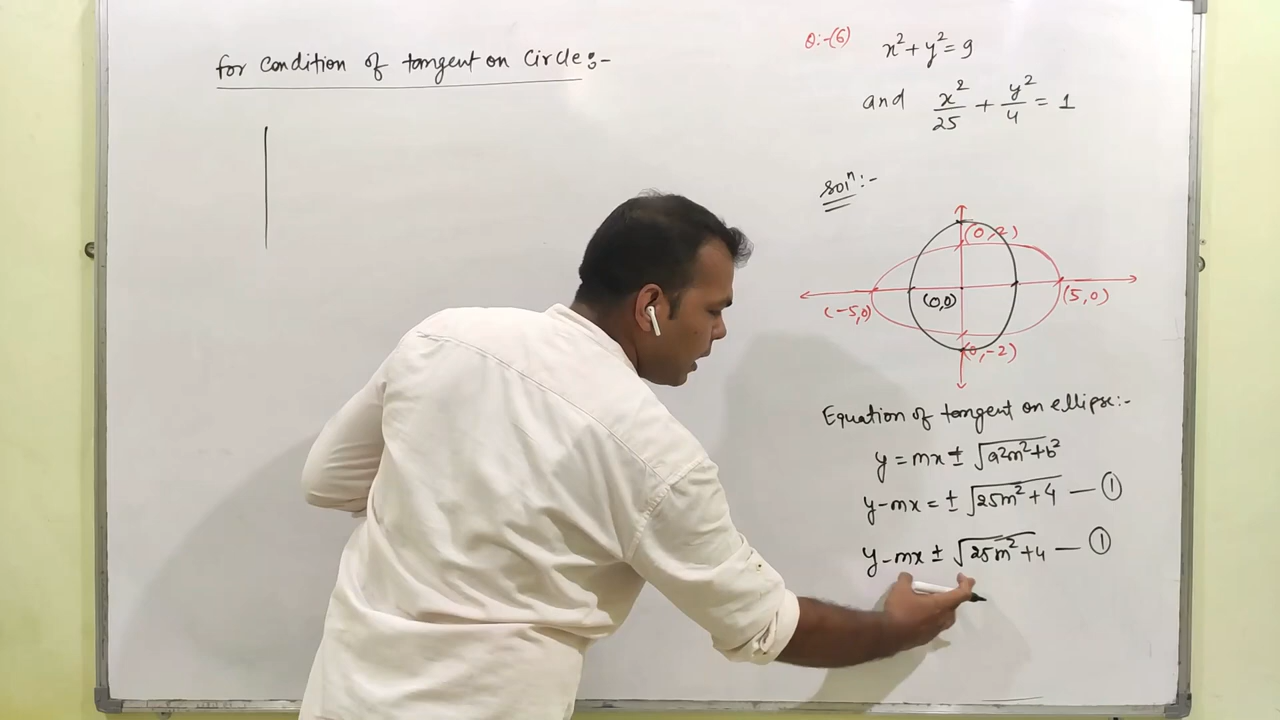 for condition of tangent on Circle:-
Q:-(6) x²+y²=9
and x²/25 + y²/4 = 1
solⁿ:-
(0,2)
(-5,0) (0,0) (5,0)
(0,-2)
Equation of tangent on ellipse:-
y=mx±√a²m²+b²
y-mx=±√25m²+4 — ①
y-mx±√25m²+4 — ①